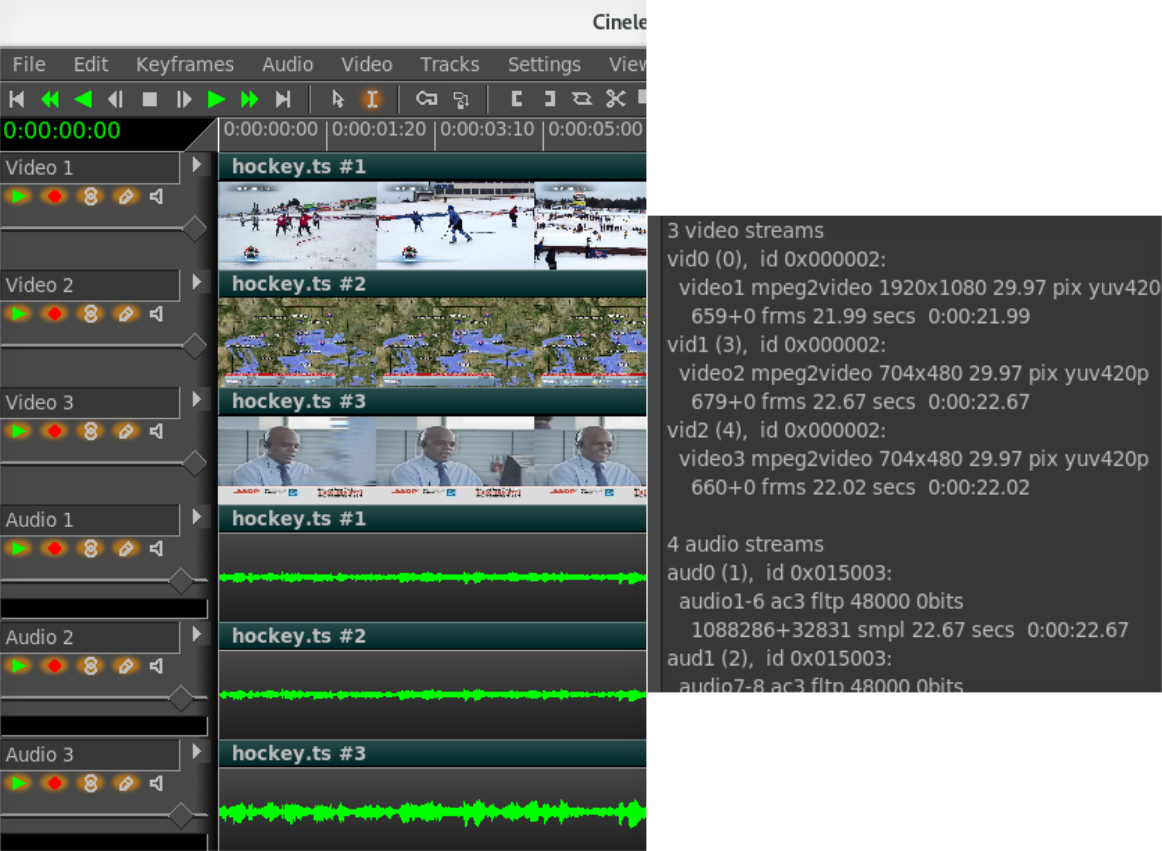 Cinele
File Edit Keyframes Audio Video Tracks Settings View
0:00:00:00
0:00:00:00 0:00:01:20 0:00:03:10 0:00:05:00
Video 1
hockey.ts #1
Video 2
hockey.ts #2
Video 3
hockey.ts #3
Audio 1
hockey.ts #1
Audio 2
hockey.ts #2
Audio 3
hockey.ts #3
3 video streams
vid0 (0), id 0x000002:
video1 mpeg2video 1920x1080 29.97 pix yuv420
659+0 frms 21.99 secs 0:00:21.99
vid1 (3), id 0x000002:
video2 mpeg2video 704x480 29.97 pix yuv420p
679+0 frms 22.67 secs 0:00:22.67
vid2 (4), id 0x000002:
video3 mpeg2video 704x480 29.97 pix yuv420p
660+0 frms 22.02 secs 0:00:22.02
4 audio streams
aud0 (1), id 0x015003:
audio1-6 ac3 fltp 48000 0bits
1088286+32831 smpl 22.67 secs 0:00:22.67
aud1 (2), id 0x015003:
audio7-8 ac3 fltp 48000 0bits